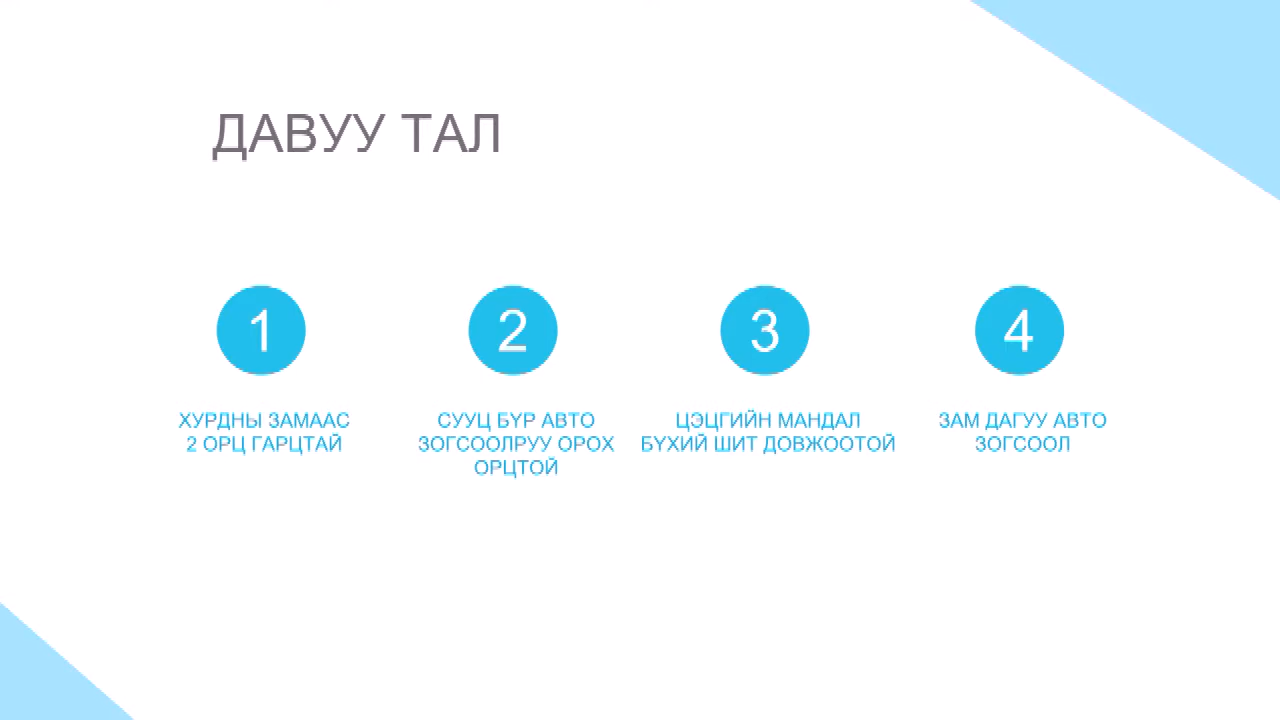 ДАВУУ ТАЛ
1
2
3
4
ХУРДНЫ ЗАМААС
2 ОРЦ ГАРЦТАЙ
СУУЦ БҮР АВТО
ЗОГСООЛРУУ ОРОХ
ОРЦТОЙ
ЦЭЦГИЙН МАНДАЛ
БҮХИЙ ШИТ ДОВЖООТОЙ
ЗАМ ДАГУУ АВТО
ЗОГСООЛ